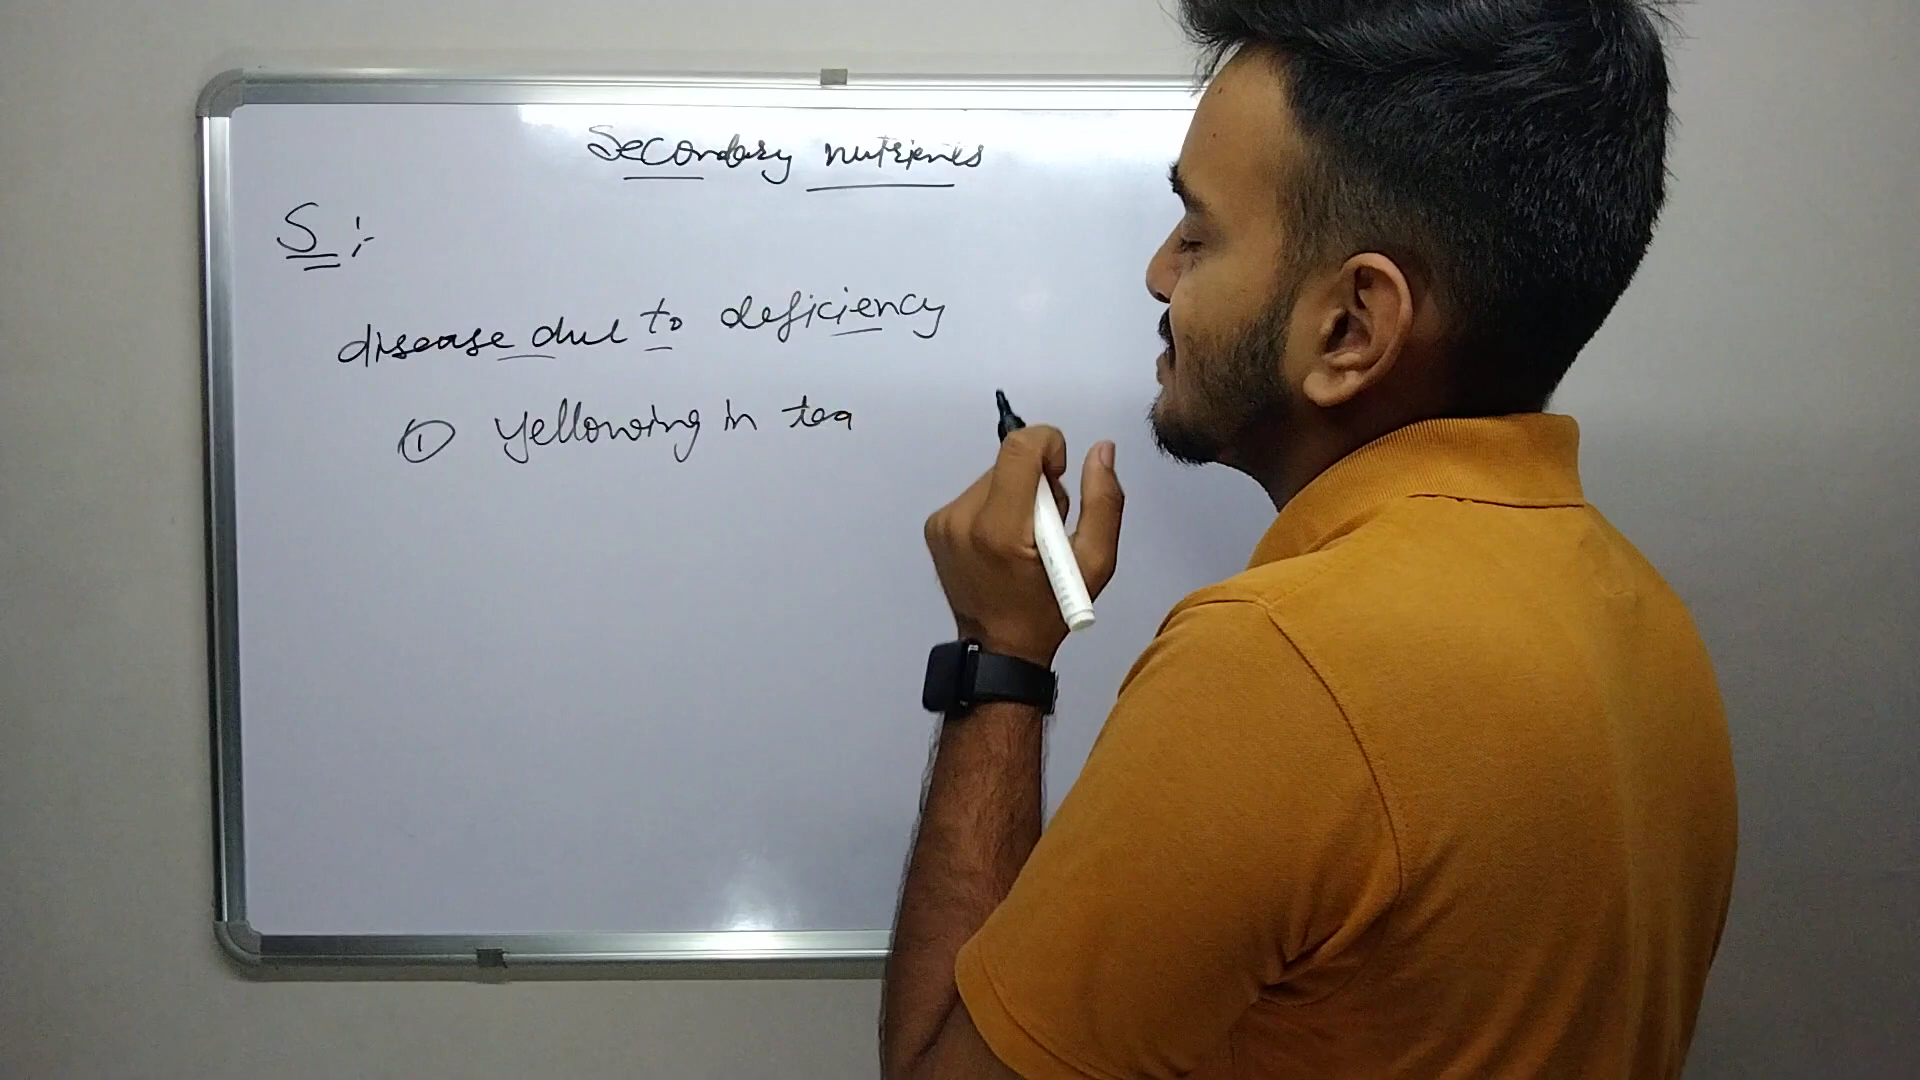 Secondary nutrients
S :-
disease due to deficiency
① Yellowing in tea